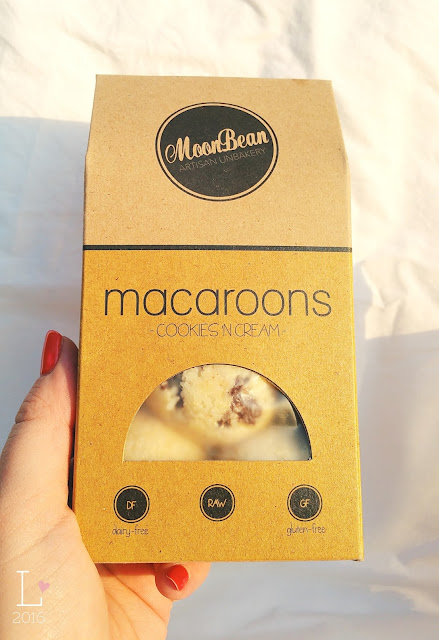 MoonBean
ARTISAN UNBAKERY
macaroons
- COOKIES 'N CREAM -
DF
RAW
GF
dairy-free
gluten-free
L
2016